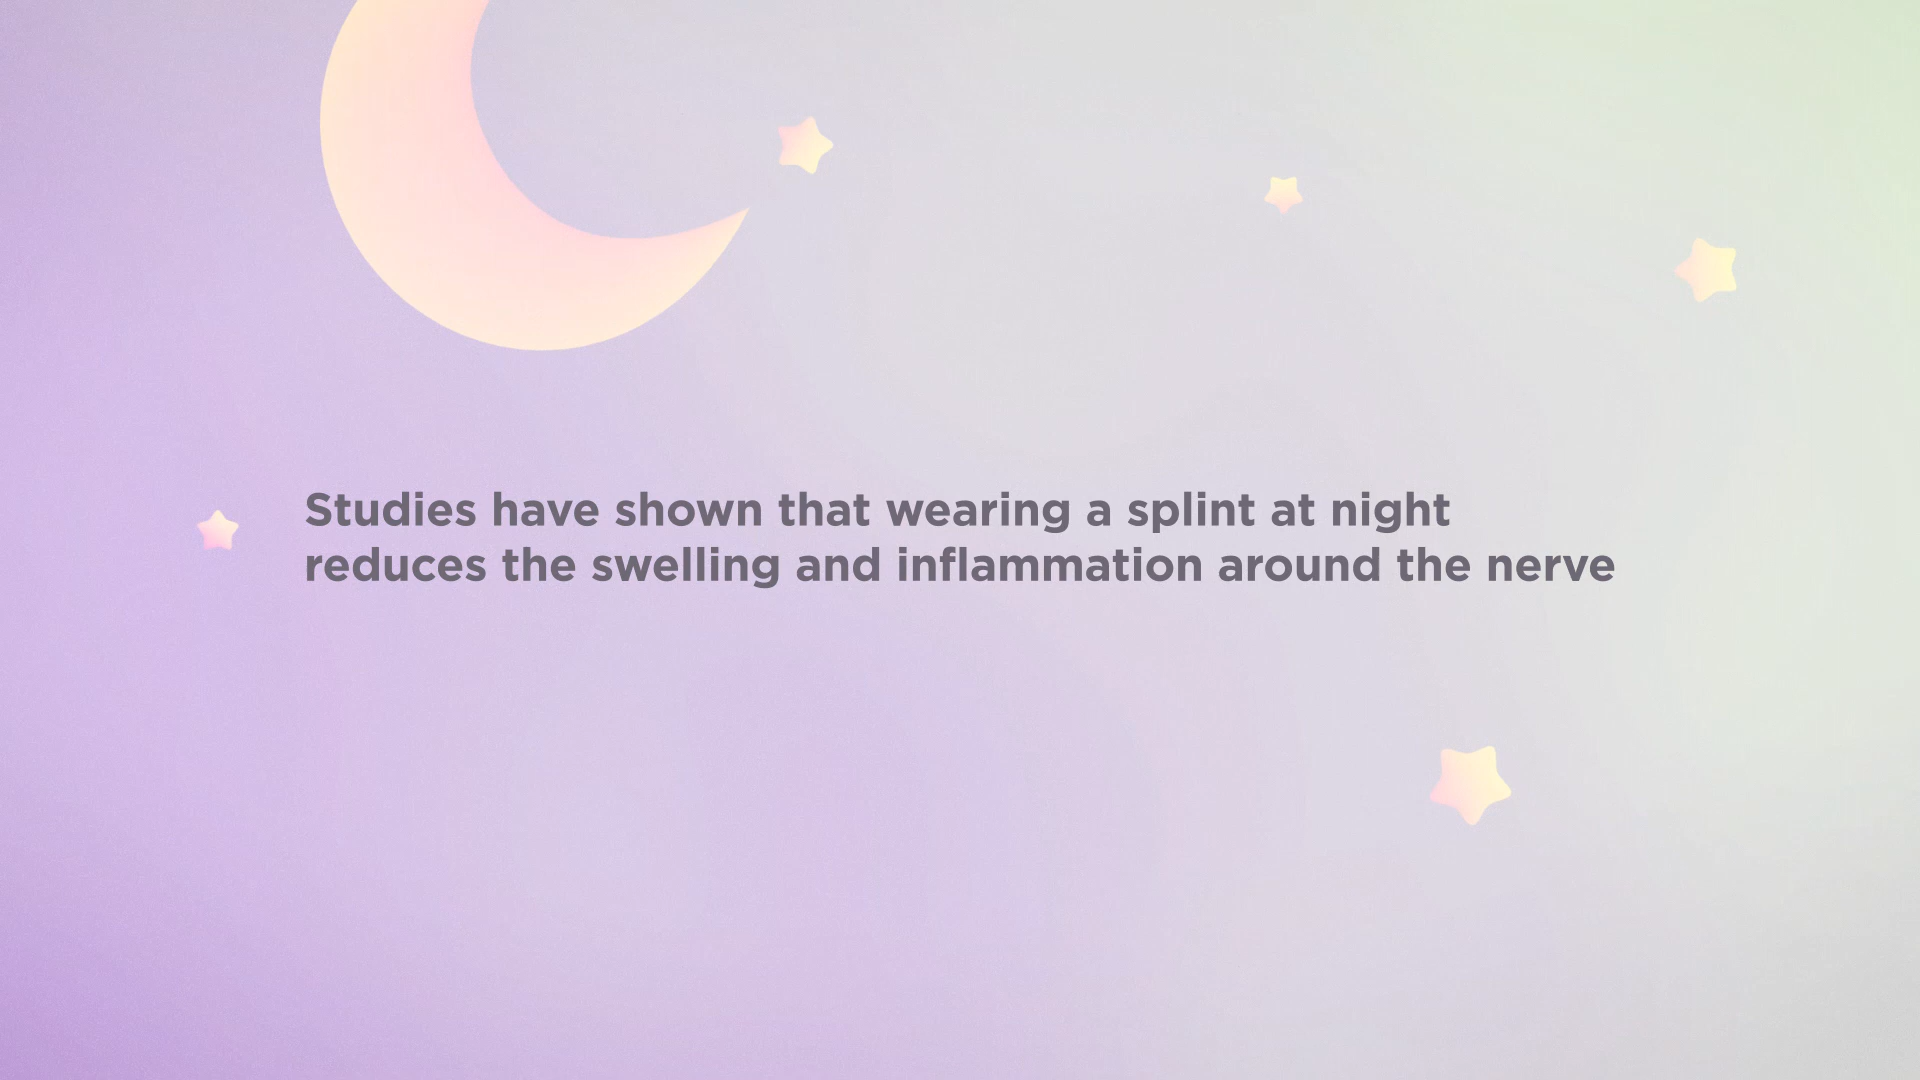 Studies have shown that wearing a splint at night
reduces the swelling and inflammation around the nerve